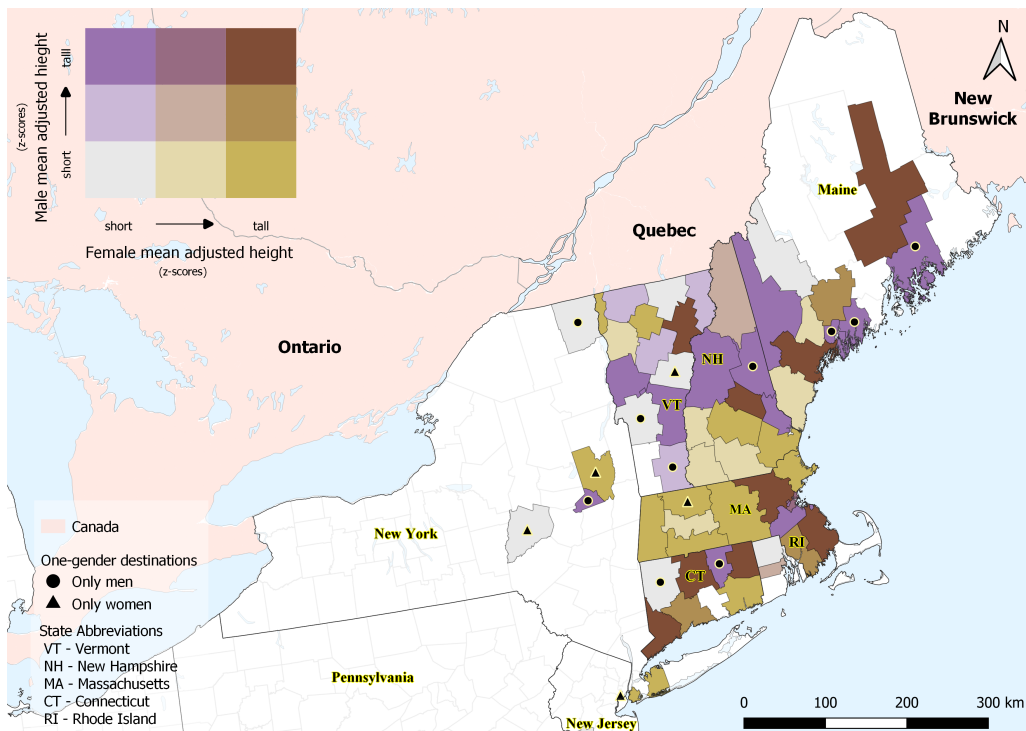 Male mean adjusted hieght
(z-scores)
short
talll
short
tall
Female mean adjusted height
(z-scores)
N
New
Brunswick
Maine
Quebec
Ontario
NH
VT
New York
MA
RI
CT
Pennsylvania
New Jersey
Canada
One-gender destinations
Only men
Only women
State Abbreviations
VT - Vermont
NH - New Hampshire
MA - Massachusetts
CT - Connecticut
RI - Rhode Island
0
100
200
300 km